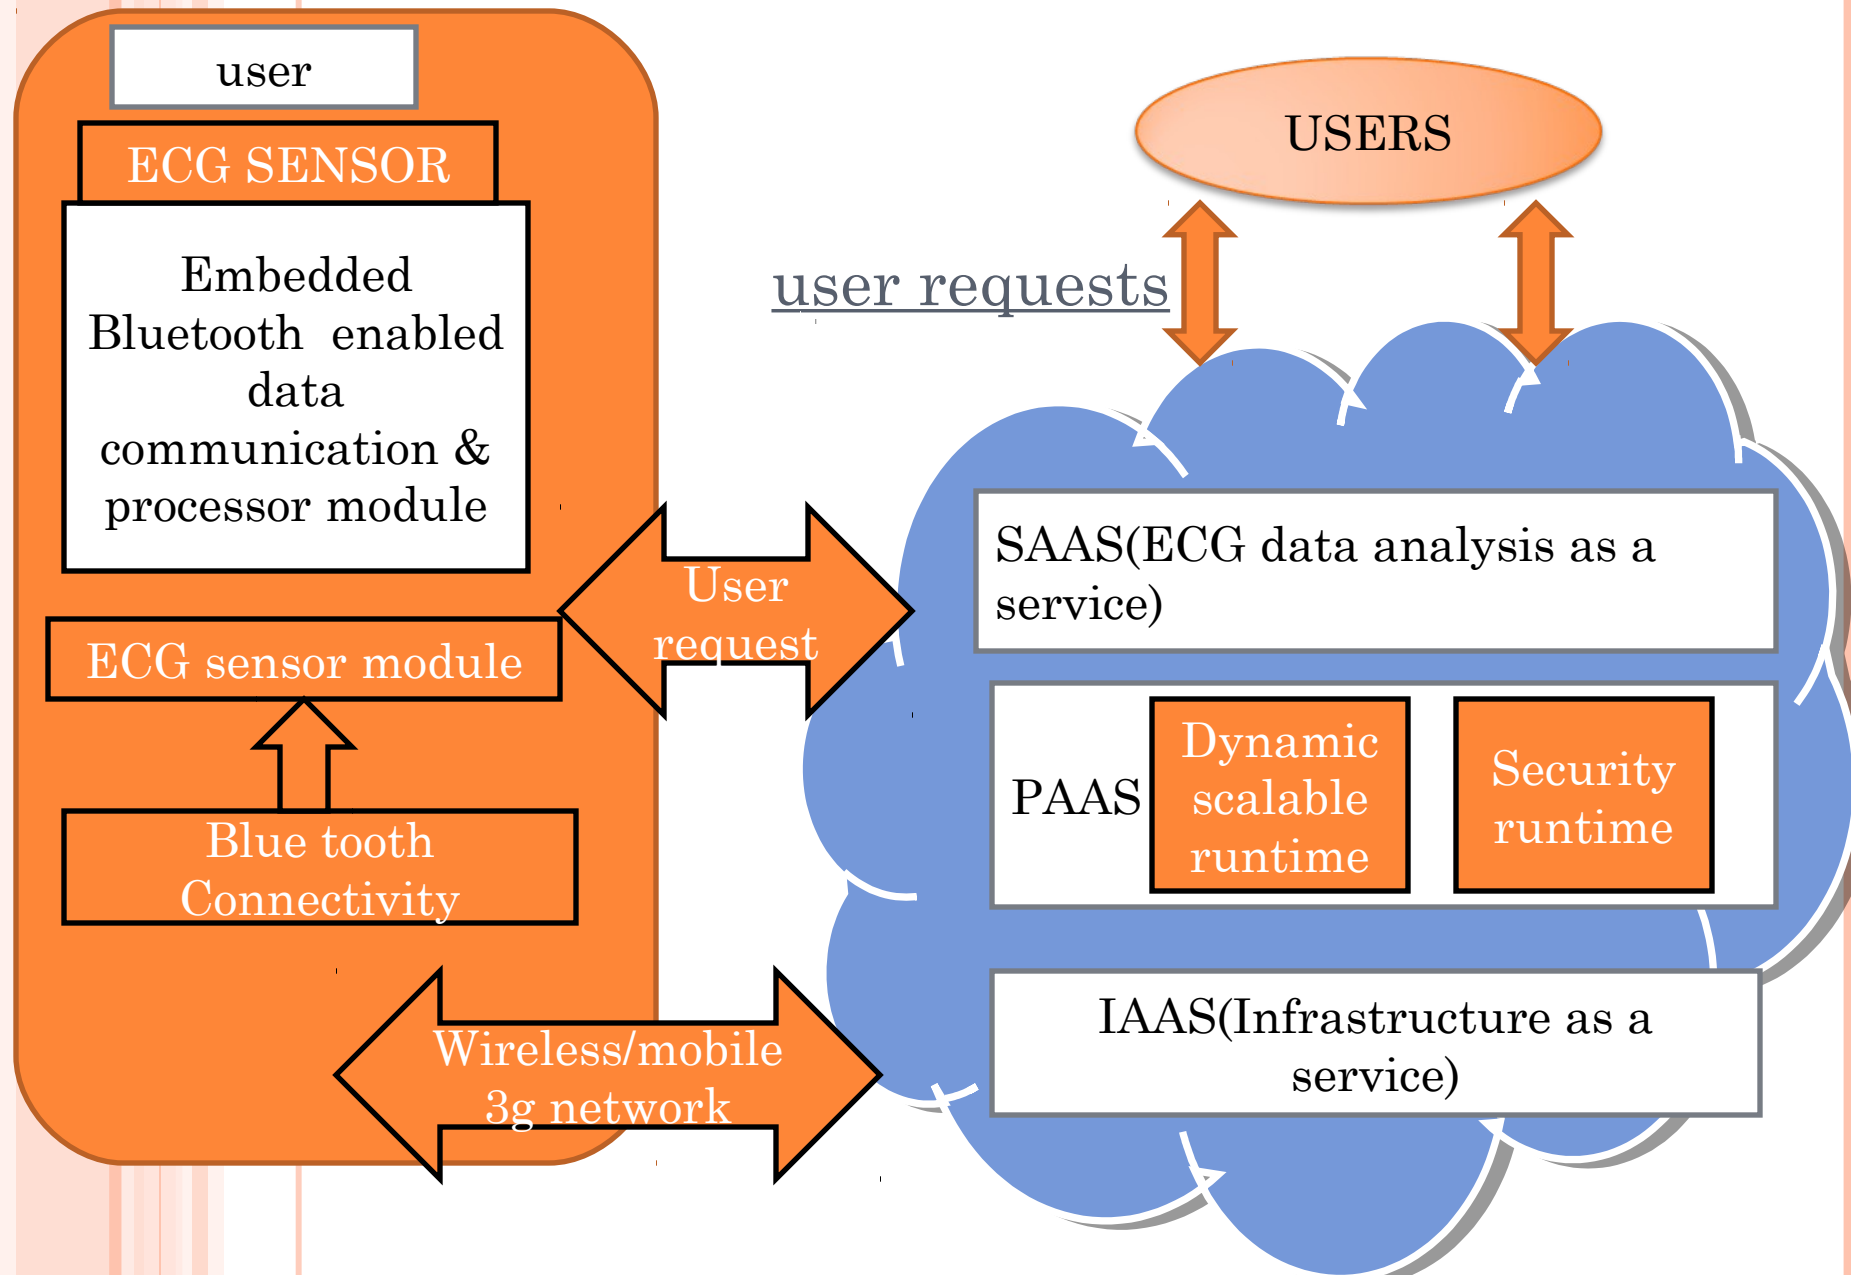 user
ECG SENSOR
Embedded
Bluetooth enabled
data
communication &
processor module
ECG sensor module
Blue tooth
Connectivity
User
request
Wireless/mobile
3g network
USERS
user requests
SAAS(ECG data analysis as a
service)
PAAS
Dynamic
scalable
runtime
Security
runtime
IAAS(Infrastructure as a
service)